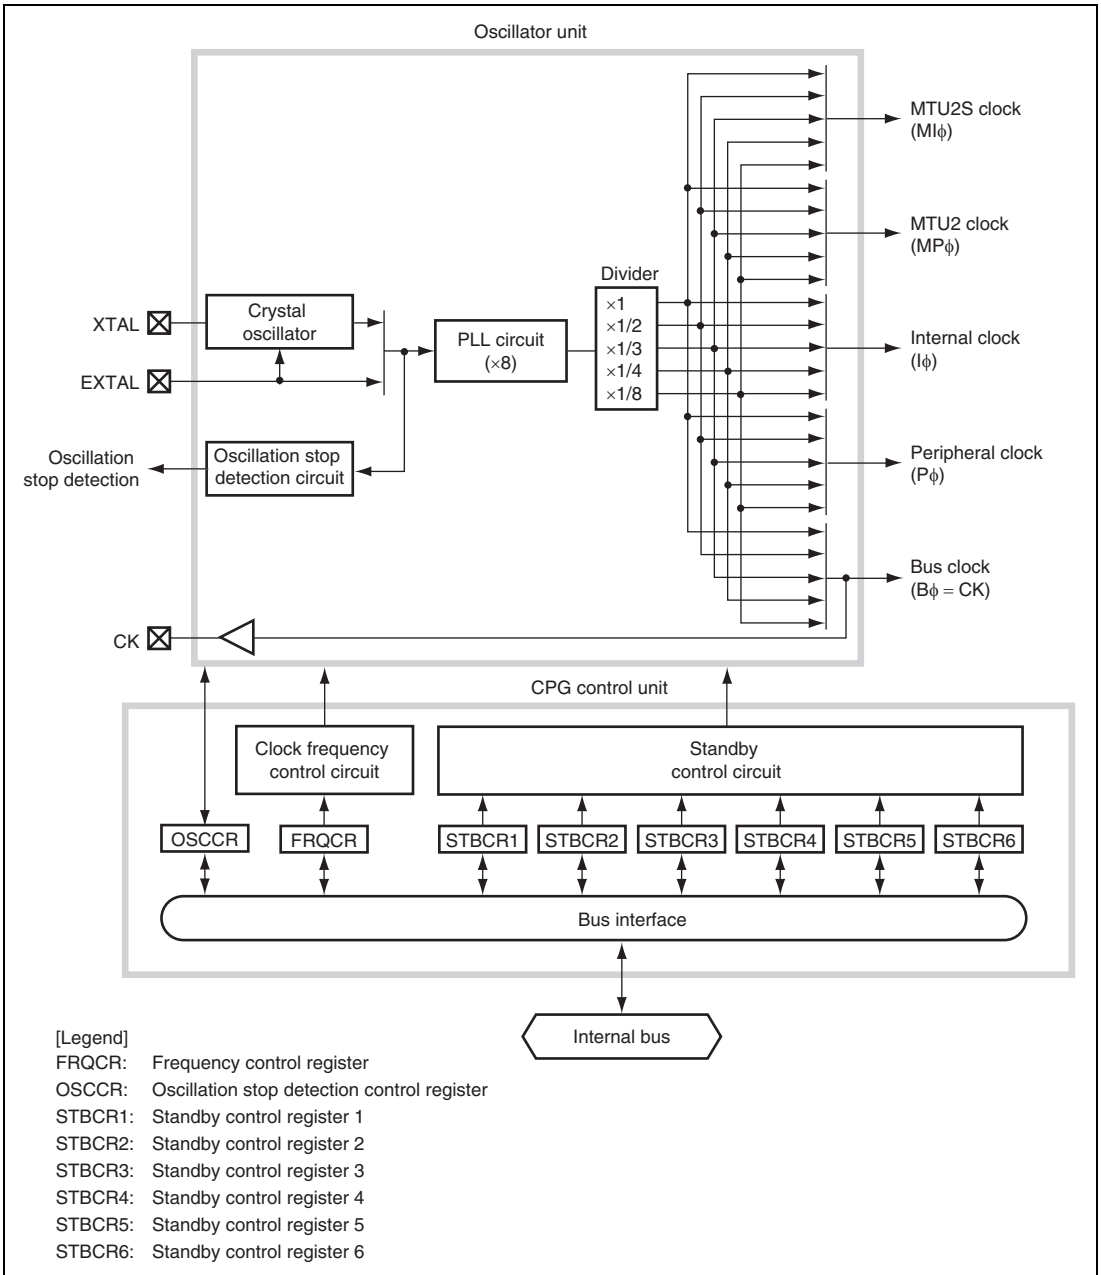 Oscillator unit
MTU2S clock
(MIϕ)
MTU2 clock
(MPϕ)
Divider
×1
×1/2
×1/3
×1/4
×1/8
XTAL
Crystal
oscillator
PLL circuit
(×8)
Internal clock
(Iϕ)
EXTAL
Oscillation
stop detection
Oscillation stop
detection circuit
Peripheral clock
(Pϕ)
Bus clock
(Bϕ = CK)
CK
CPG control unit
Clock frequency
control circuit
Standby
control circuit
OSCCR
FRQCR
STBCR1
STBCR2
STBCR3
STBCR4
STBCR5
STBCR6
Bus interface
Internal bus
[Legend]
FRQCR: Frequency control register
OSCCR: Oscillation stop detection control register
STBCR1: Standby control register 1
STBCR2: Standby control register 2
STBCR3: Standby control register 3
STBCR4: Standby control register 4
STBCR5: Standby control register 5
STBCR6: Standby control register 6